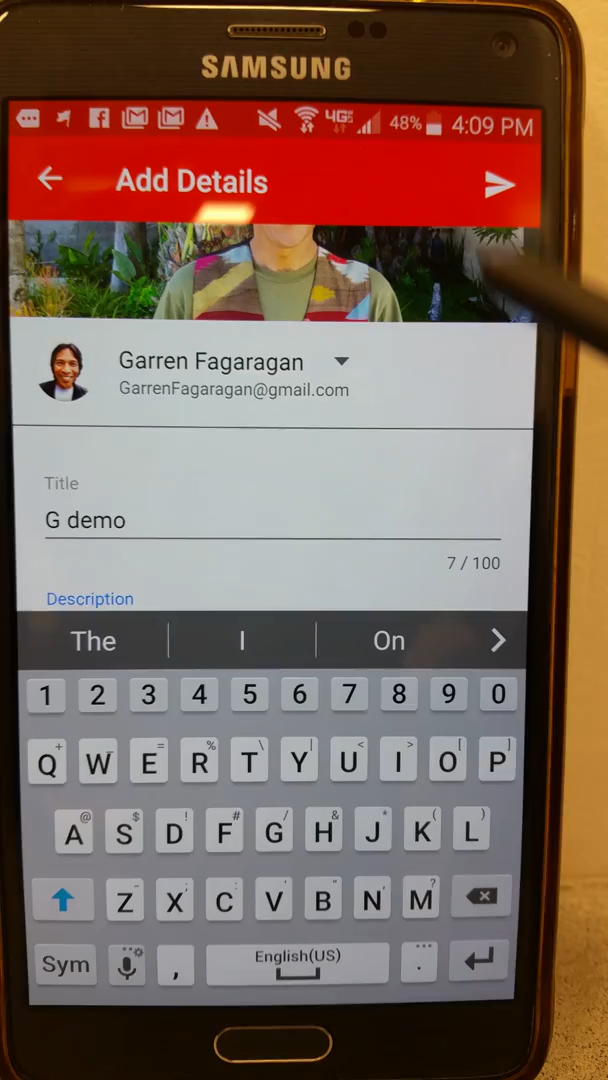 SAMSUNG
4G 48% 4:09 PM
Add Details
Garren Fagaragan
GarrenFagaragan@gmail.com
Title
G demo
7 / 100
Description
The I On
1 2 3 4 5 6 7 8 9 0
+ _ = % \ | < > [ ]
Q W E R T Y U I O P
@ $ ! # / & * ( )
A S D F G H J K L
- ; : ' " ?
Z X C V B N M
Sym , English(US) .